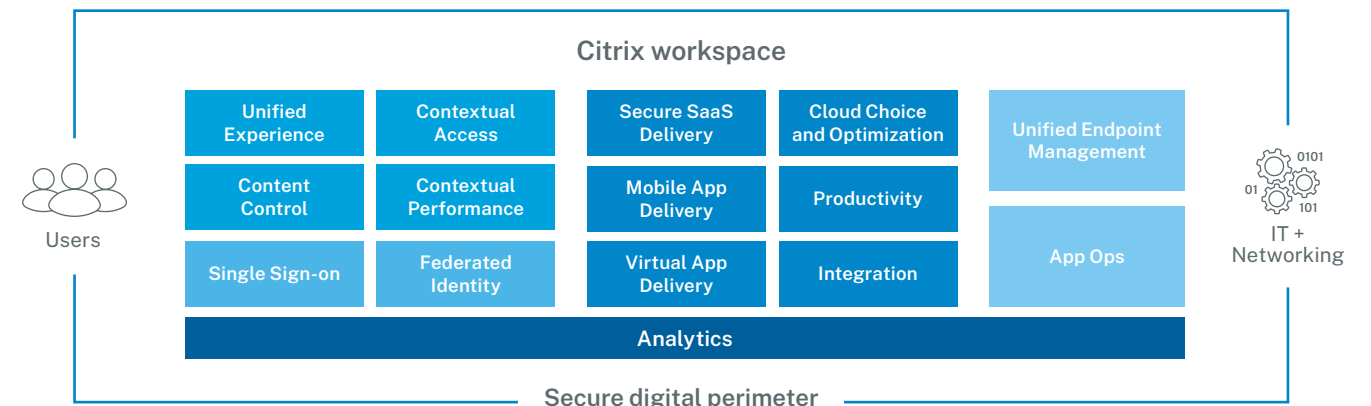 Citrix workspace
Unified
Experience
Contextual
Access
Secure SaaS
Delivery
Cloud Choice
and Optimization
Unified Endpoint
Management
Content
Control
Contextual
Performance
Mobile App
Delivery
Productivity
Single Sign-on
Federated
Identity
Virtual App
Delivery
Integration
App Ops
Analytics
Users
0101
01
101
IT +
Networking
Secure digital perimeter